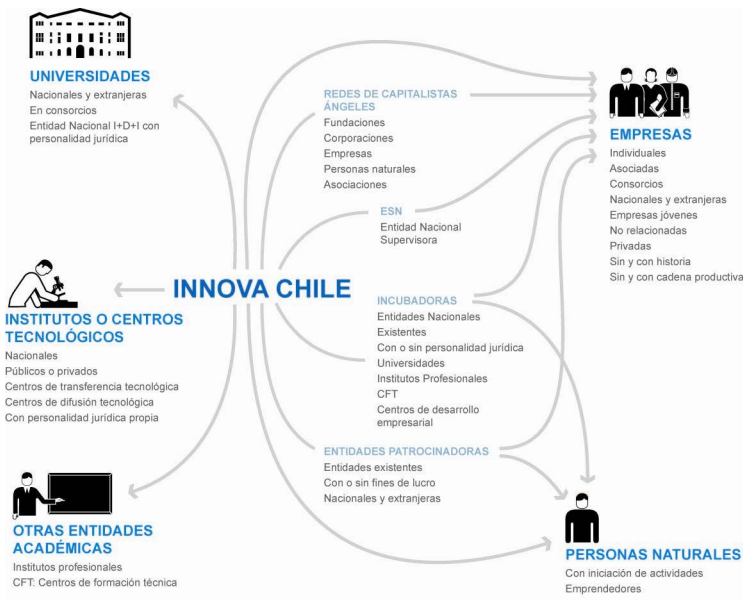 UNIVERSIDADES
Nacionales y extranjeras
En consorcios
Entidad Nacional I+D+I con
personalidad jurídica
REDES DE CAPITALISTAS
ÁNGELES
Fundaciones
Corporaciones
Empresas
Personas naturales
Asociaciones
EMPRESAS
Individuales
Asociadas
Consorcios
Nacionales y extranjeras
Empresas jóvenes
No relacionadas
Privadas
Sin y con historia
Sin y con cadena productiva
ESN
Entidad Nacional
Supervisora
INNOVA CHILE
INSTITUTOS O CENTROS
TECNOLÓGICOS
Nacionales
Públicos o privados
Centros de transferencia tecnológica
Centros de difusión tecnológica
Con personalidad jurídica propia
INCUBADORAS
Entidades Nacionales
Existentes
Con o sin personalidad jurídica
Universidades
Institutos Profesionales
CFT
Centros de desarrollo
empresarial
ENTIDADES PATROCINADORAS
Entidades existentes
Con o sin fines de lucro
Nacionales y extranjeras
OTRAS ENTIDADES
ACADÉMICAS
Institutos profesionales
CFT: Centros de formación técnica
PERSONAS NATURALES
Con iniciación de actividades
Emprendedores